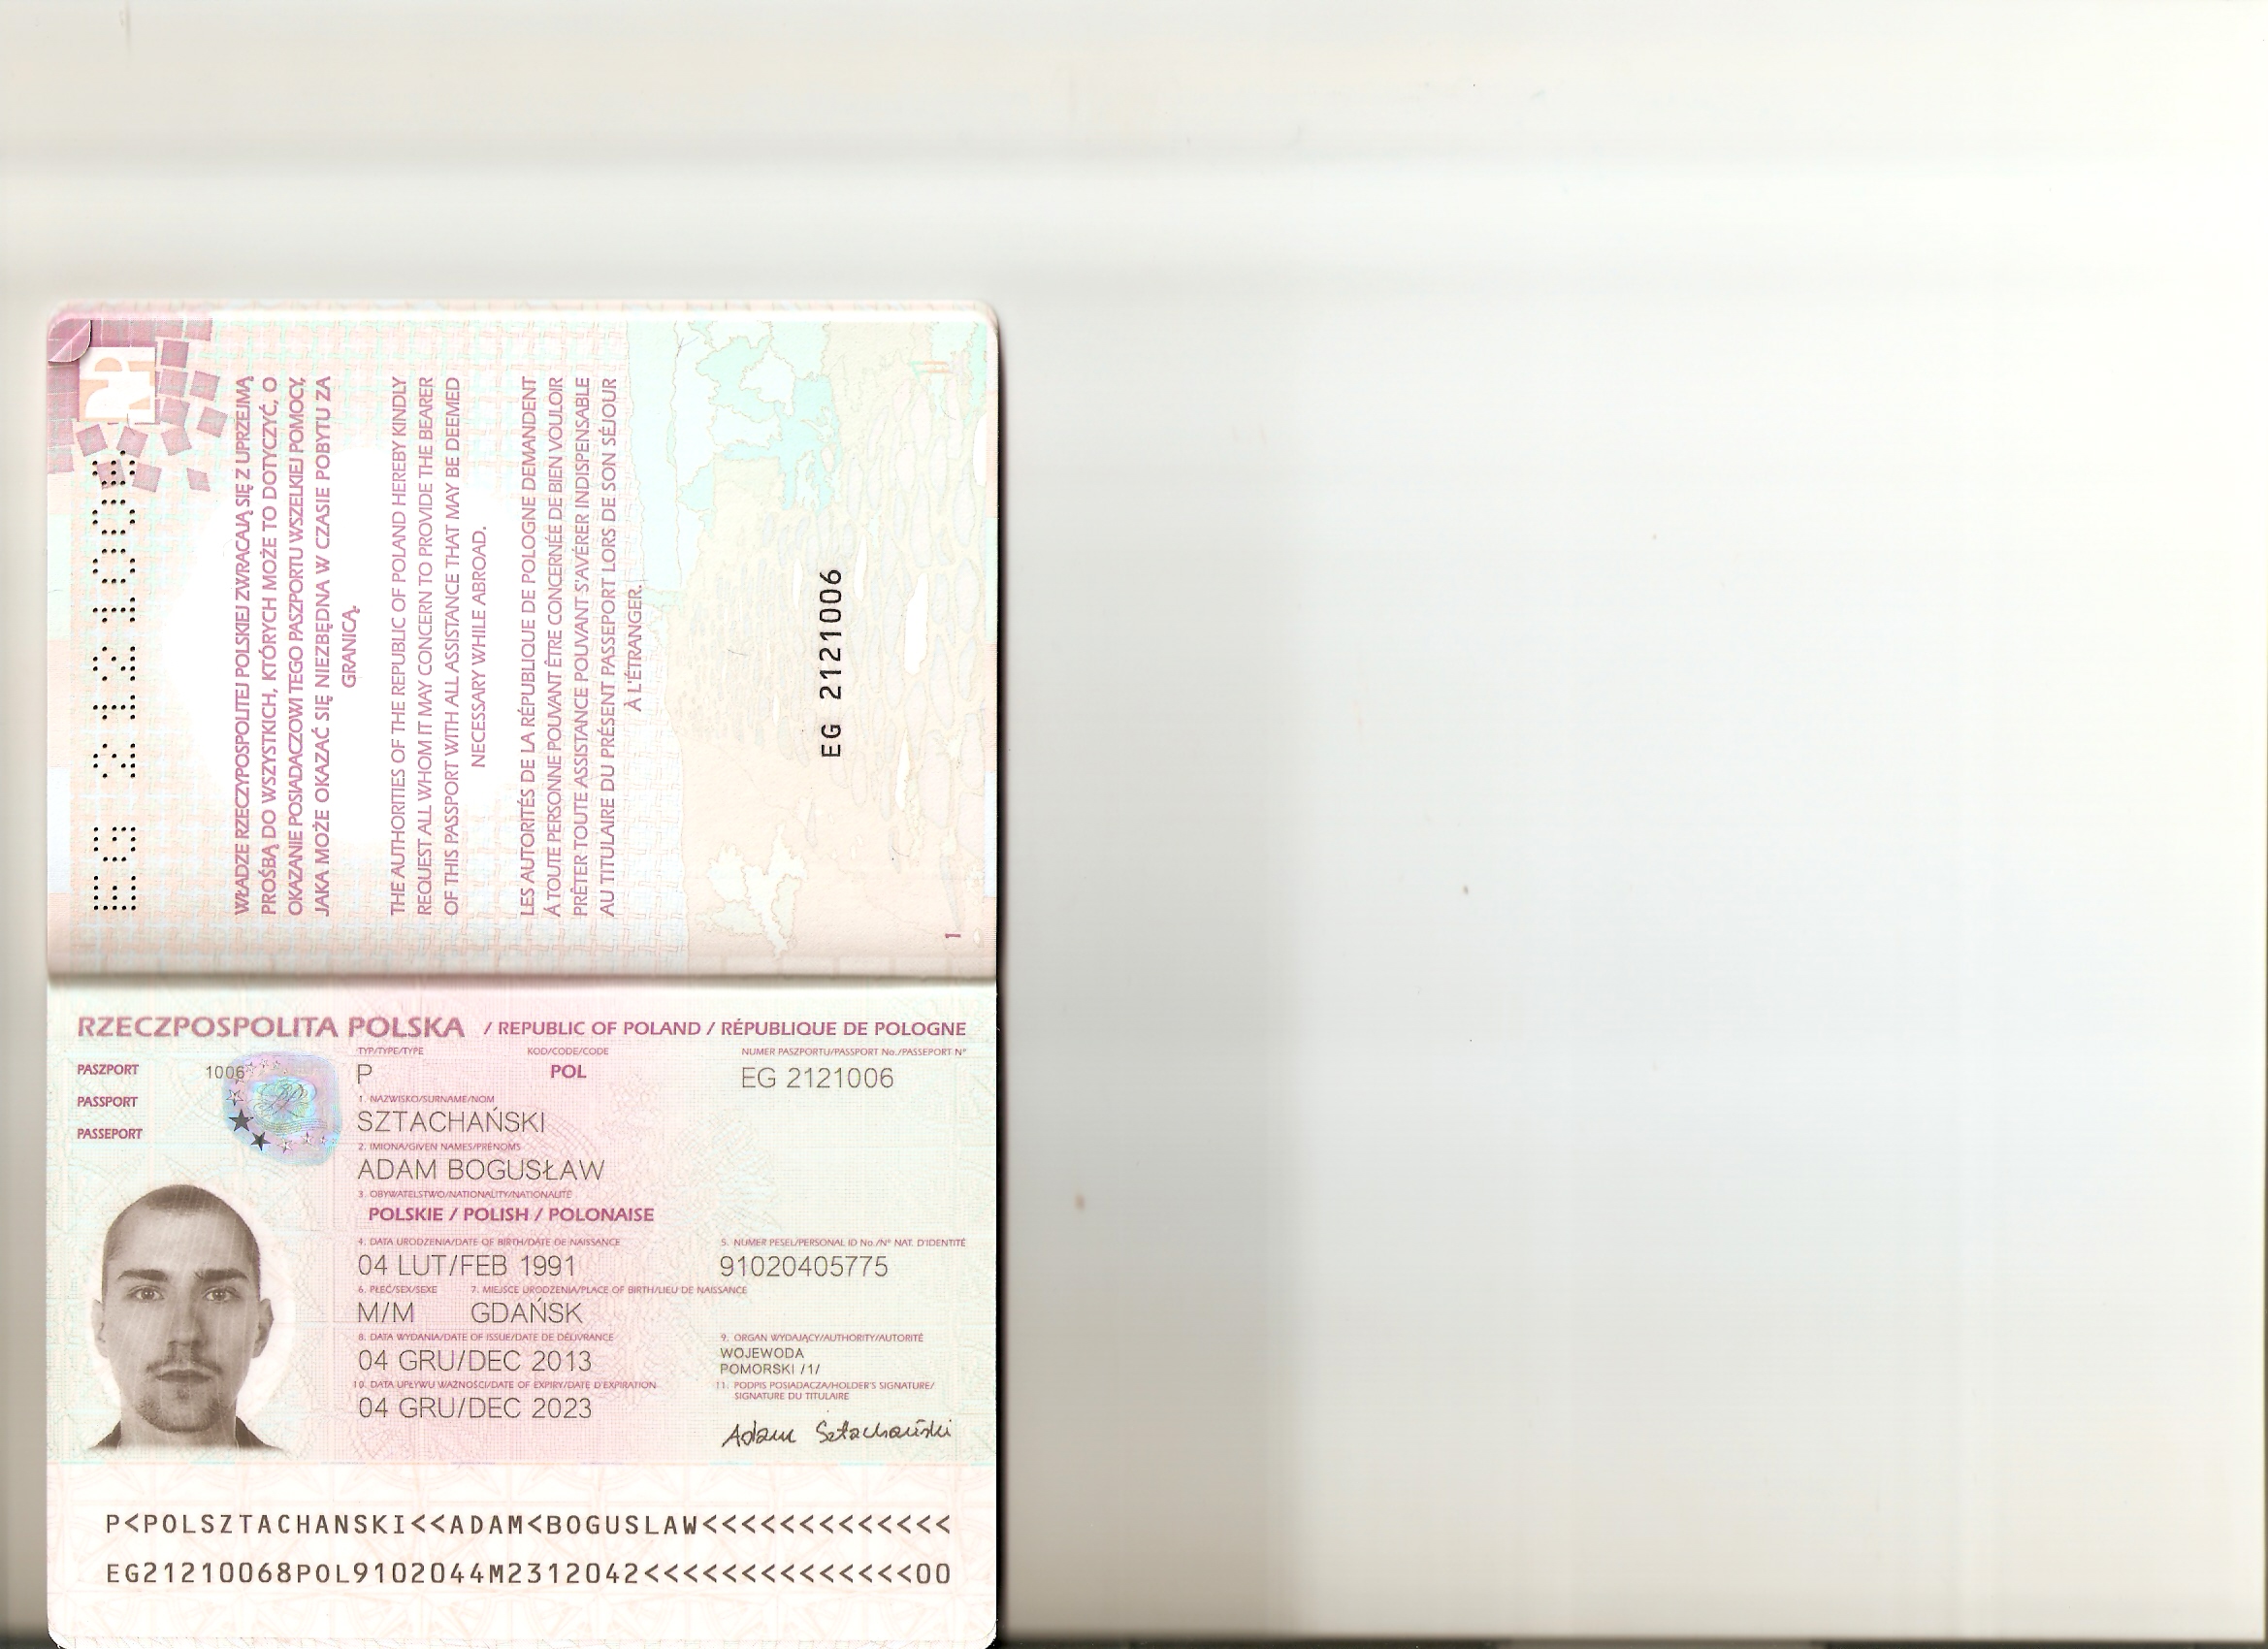 EG 2121006
WŁADZE RZECZYPOSPOLITEJ POLSKIEJ ZWRACAJĄ SIĘ Z UPRZEJMĄ
PROŚBĄ DO WSZYSTKICH, KTÓRYCH MOŻE TO DOTYCZYĆ, O
OKAZANIE POSIADACZOWI TEGO PASZPORTU WSZELKIEJ POMOCY,
JAKA MOŻE OKAZAĆ SIĘ NIEZBĘDNA W CZASIE POBYTU ZA
GRANICĄ.
THE AUTHORITIES OF THE REPUBLIC OF POLAND HEREBY KINDLY
REQUEST ALL WHOM IT MAY CONCERN TO PROVIDE THE BEARER
OF THIS PASSPORT WITH ALL ASSISTANCE THAT MAY BE DEEMED
NECESSARY WHILE ABROAD.
LES AUTORITÉS DE LA RÉPUBLIQUE DE POLOGNE DEMANDENT
À TOUTE PERSONNE POUVANT ÊTRE CONCERNÉE DE BIEN VOULOIR
PRÊTER TOUTE ASSISTANCE POUVANT S'AVÉRER INDISPENSABLE
AU TITULAIRE DU PRÉSENT PASSEPORT LORS DE SON SÉJOUR
À L'ÉTRANGER.
EG 2121006
1
RZECZPOSPOLITA POLSKA / REPUBLIC OF POLAND / RÉPUBLIQUE DE POLOGNE
TYP/TYPE/TYPE KOD/CODE/CODE NUMER PASZPORTU/PASSPORT No./PASSEPORT Nº
PASZPORT 1006 P POL EG 2121006
PASSPORT 1. NAZWISKO/SURNAME/NOM
SZTACHAŃSKI
PASSEPORT
2. IMIONA/GIVEN NAMES/PRÉNOMS
ADAM BOGUSŁAW
3. OBYWATELSTWO/NATIONALITY/NATIONALITÉ
POLSKIE / POLISH / POLONAISE
4. DATA URODZENIA/DATE OF BIRTH/DATE DE NAISSANCE 5. NUMER PESEL/PERSONAL ID No./Nº NAT. D'IDENTITÉ
04 LUT/FEB 1991 91020405775
6. PŁEĆ/SEX/SEXE 7. MIEJSCE URODZENIA/PLACE OF BIRTH/LIEU DE NAISSANCE
M/M GDAŃSK
8. DATA WYDANIA/DATE OF ISSUE/DATE DE DÉLIVRANCE 9. ORGAN WYDAJĄCY/AUTHORITY/AUTORITÉ
04 GRU/DEC 2013 WOJEWODA
POMORSKI /1/
10. DATA UPŁYWU WAŻNOŚCI/DATE OF EXPIRY/DATE D'EXPIRATION 11. PODPIS POSIADACZA/HOLDER'S SIGNATURE/
SIGNATURE DU TITULAIRE
04 GRU/DEC 2023
Adam Sztachański
P<POLSZTACHANSKI<<ADAM<BOGUSLAW<<<<<<<<<<<<<
EG21210068POL9102044M2312042<<<<<<<<<<<<<<00